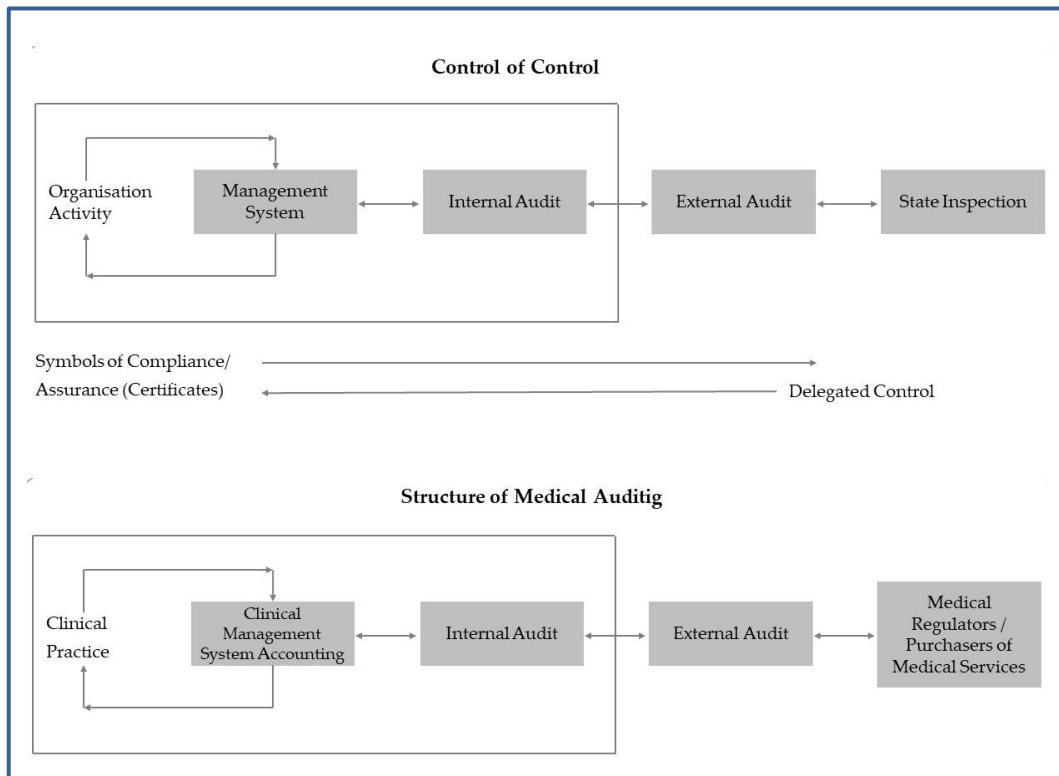 Control of Control
Organisation
Activity
Management
System
Internal Audit
External Audit
State Inspection
Symbols of Compliance/
Assurance (Certificates)
Delegated Control
Structure of Medical Auditig
Clinical
Practice
Clinical
Management
System Accounting
Internal Audit
External Audit
Medical
Regulators /
Purchasers of
Medical Services